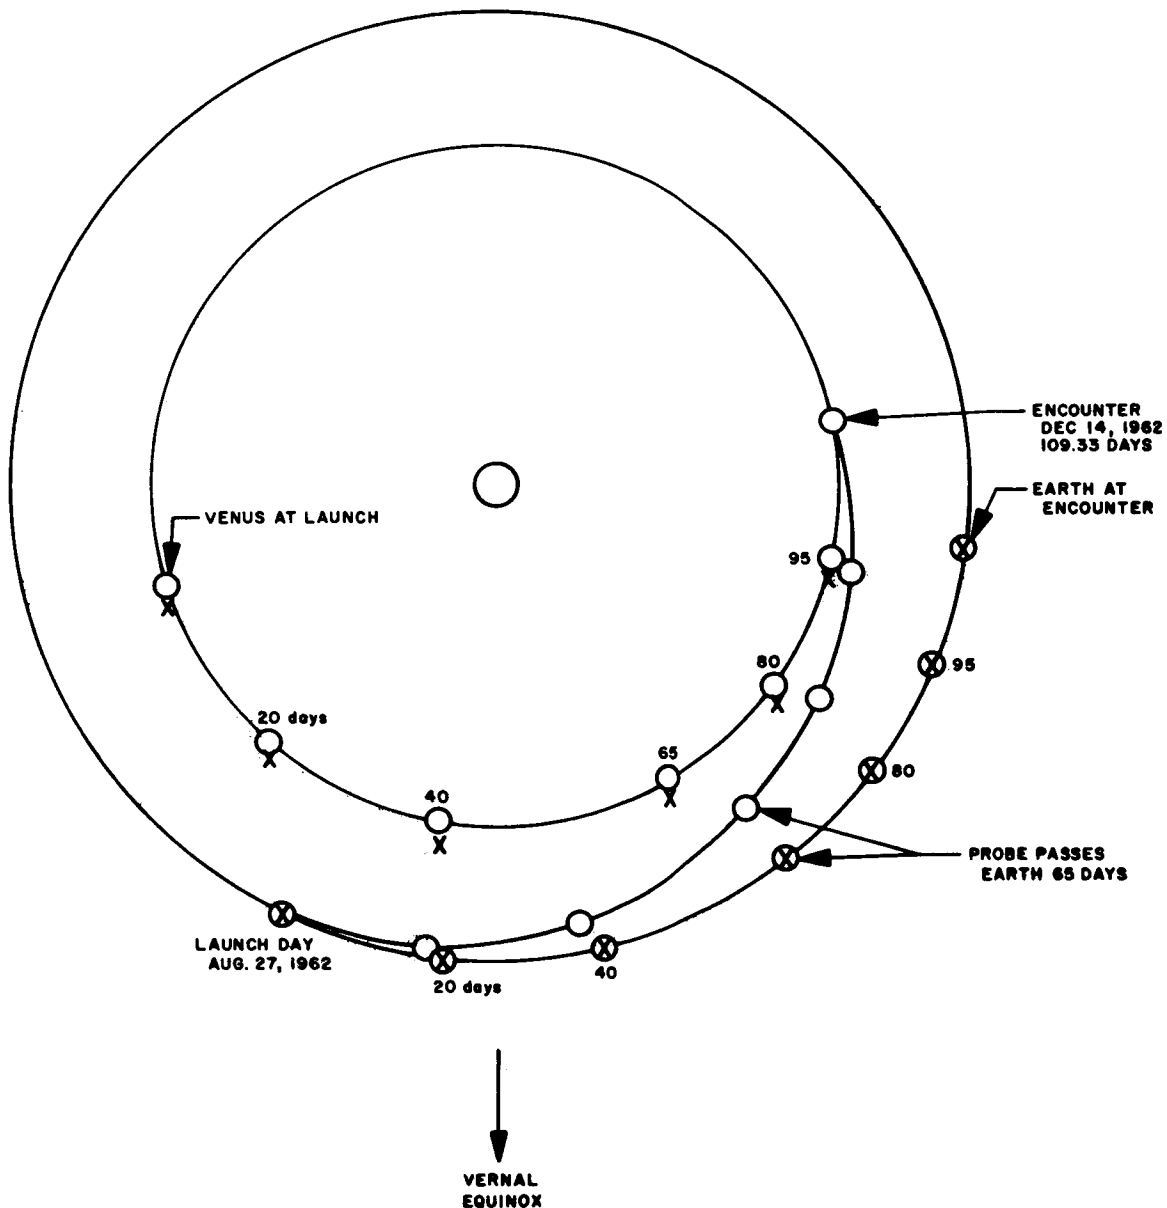 ENCOUNTER
DEC 14, 1962
109.33 DAYS
EARTH AT
ENCOUNTER
VENUS AT LAUNCH
95
95
80
80
20 days
65
40
PROBE PASSES
EARTH 65 DAYS
LAUNCH DAY
AUG. 27, 1962
40
20 days
VERNAL
EQUINOX